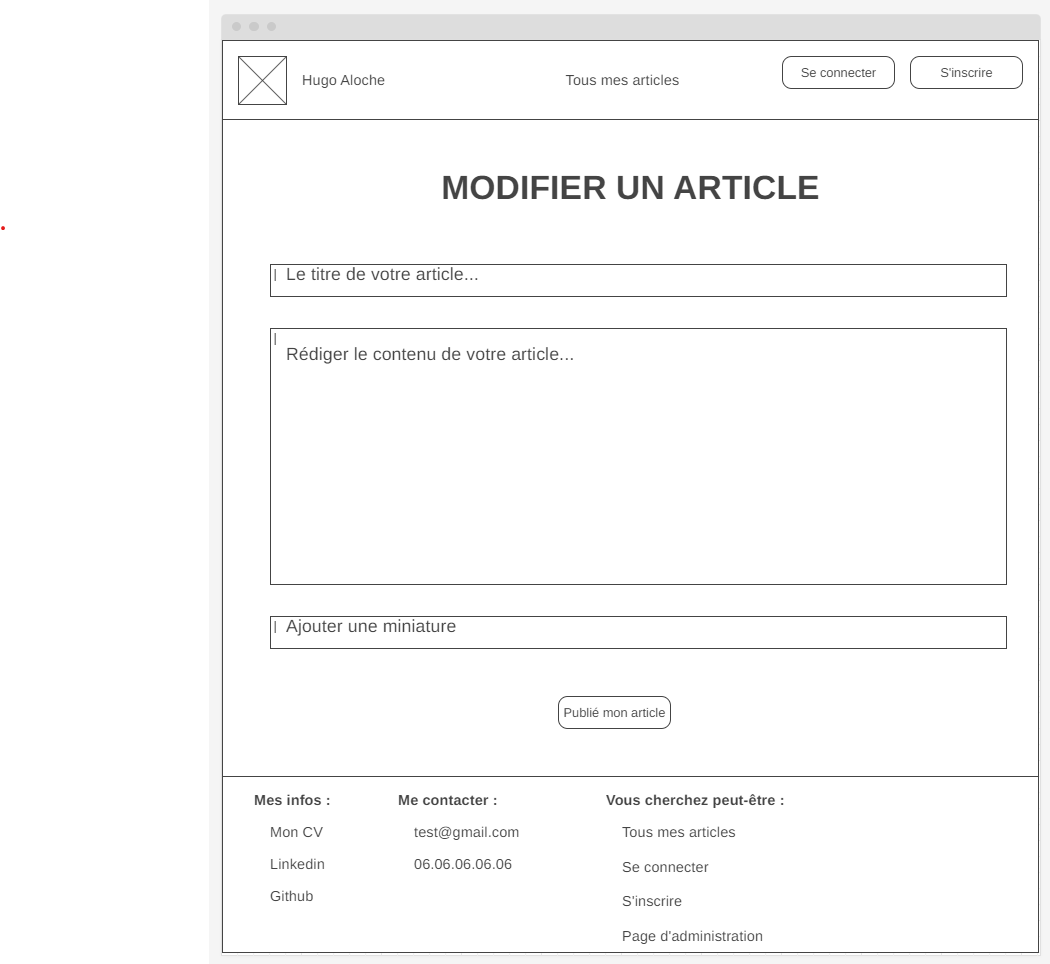 Hugo Aloche
Tous mes articles
Se connecter
S'inscrire
MODIFIER UN ARTICLE
Le titre de votre article...
Rédiger le contenu de votre article...
Ajouter une miniature
Publié mon article
Mes infos :
Mon CV
Linkedin
Github
Me contacter :
test@gmail.com
06.06.06.06.06
Vous cherchez peut-être :
Tous mes articles
Se connecter
S'inscrire
Page d'administration